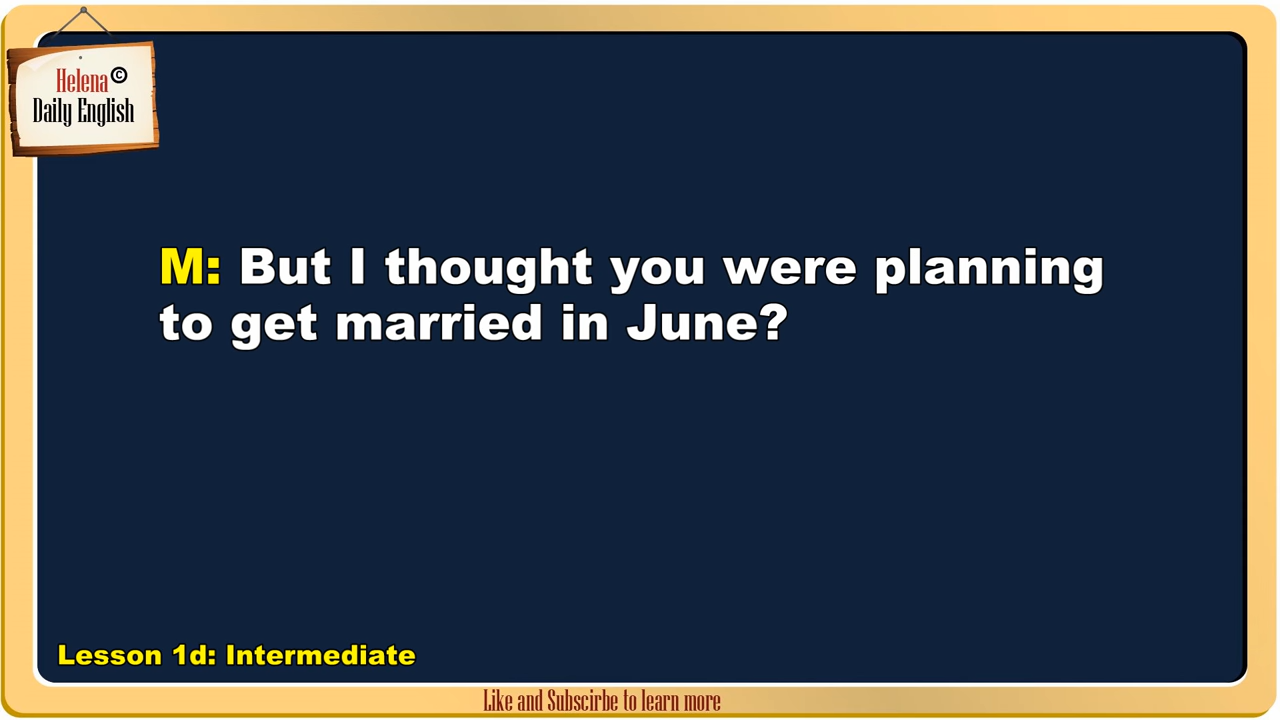 Helena©
Daily English
M: But I thought you were planning
to get married in June?
Lesson 1d: Intermediate
Like and Subscirbe to learn more